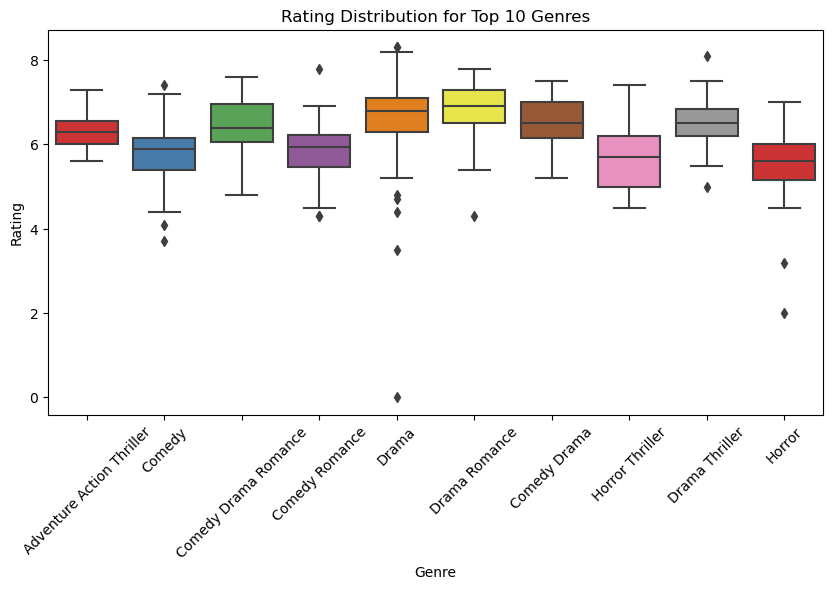 Rating Distribution for Top 10 Genres
8
6
4
2
0
Rating
Adventure Action Thriller
Comedy
Comedy Drama Romance
Comedy Romance
Drama
Drama Romance
Comedy Drama
Horror Thriller
Drama Thriller
Horror
Genre